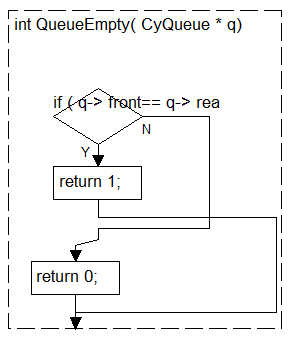 int QueueEmpty( CyQueue * q)
if ( q-> front== q-> rea
N
Y
return 1;
return 0;